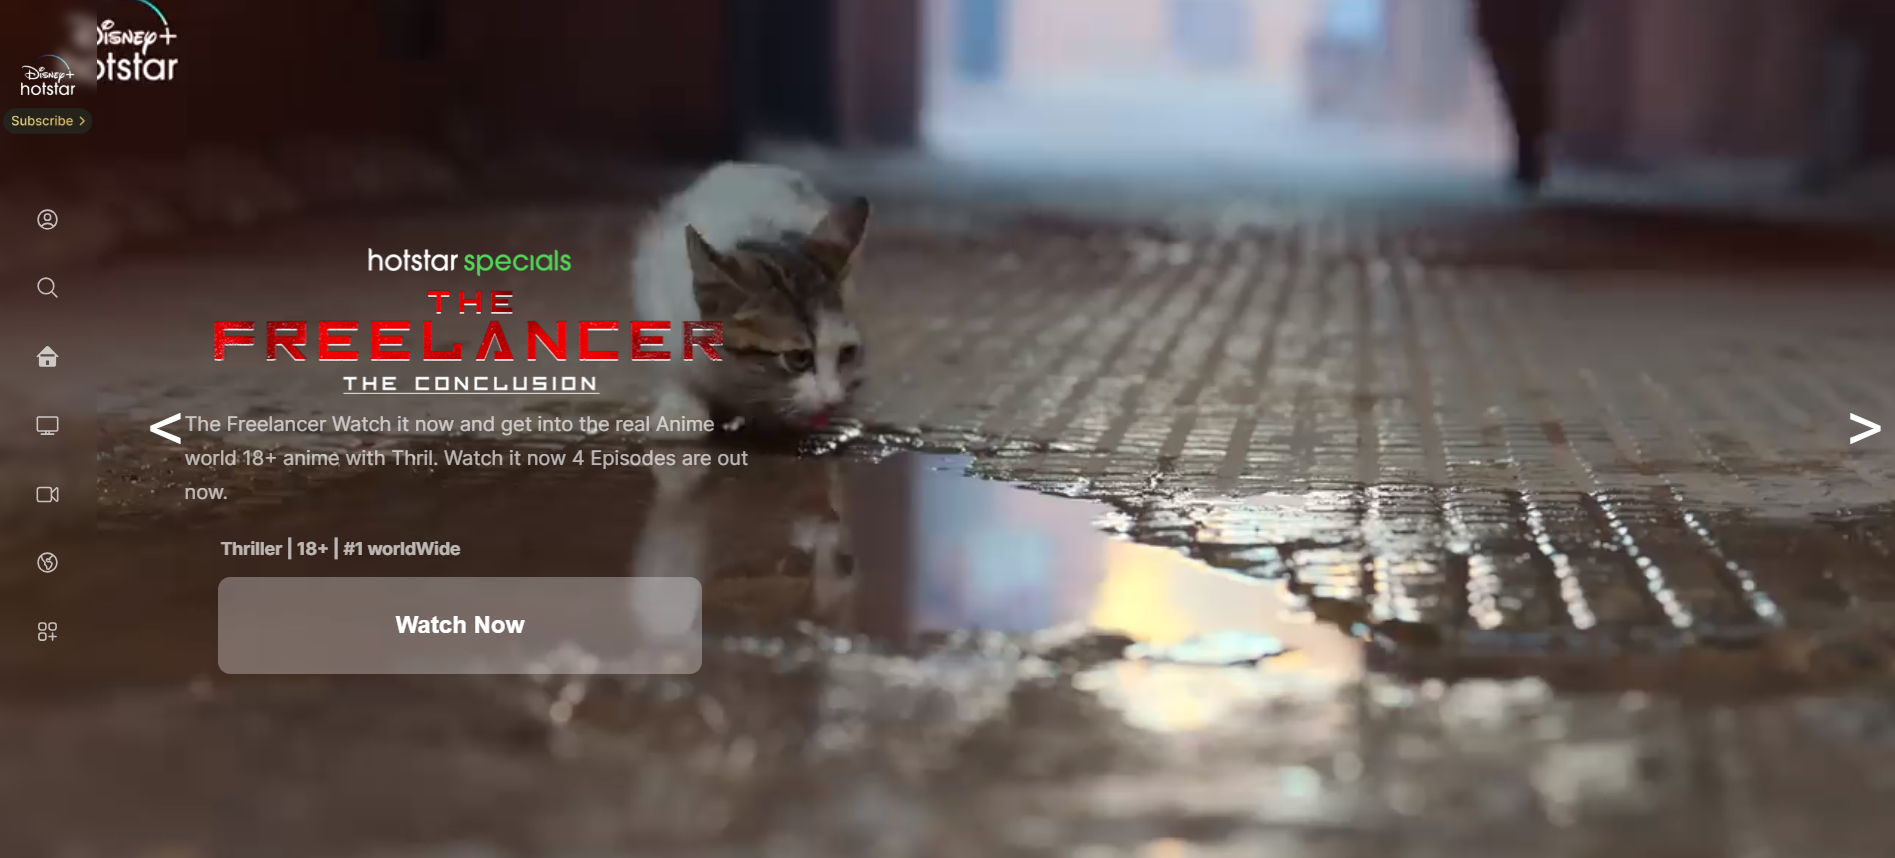 Disney+
hotstar
Disney+
hotstar
Subscribe >
hotstar specials
THE
FREELANCER
THE CONCLUSION
The Freelancer Watch it now and get into the real Anime
world 18+ anime with Thril. Watch it now 4 Episodes are out
now.
< >
Thriller | 18+ | #1 worldWide
Watch Now